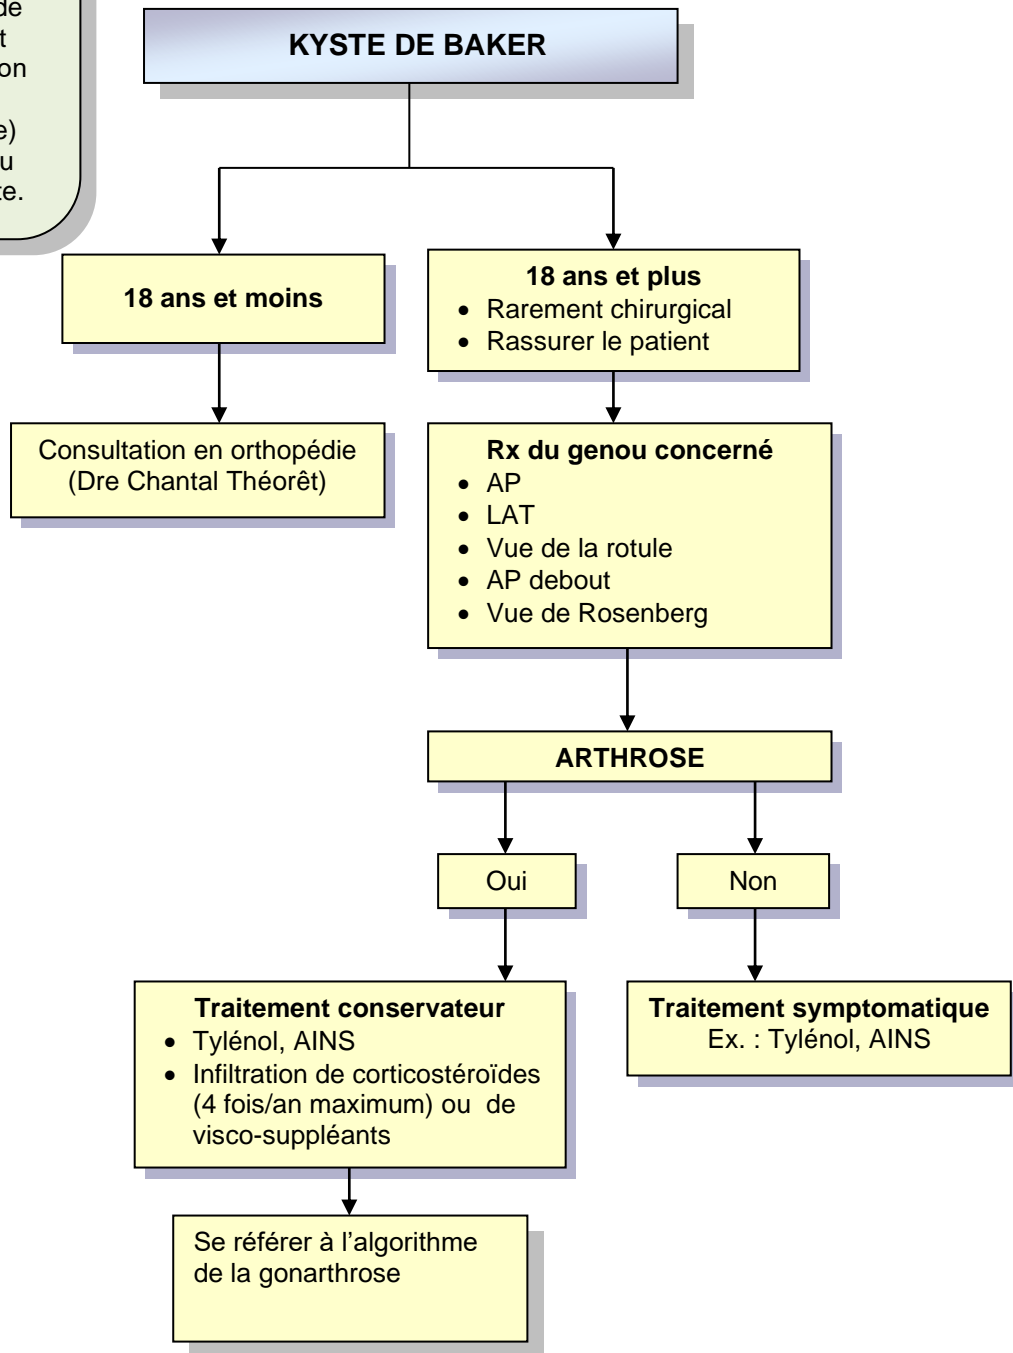 de
t
on
e)
u
te.
KYSTE DE BAKER
18 ans et moins
18 ans et plus
• Rarement chirurgical
• Rassurer le patient
Consultation en orthopédie
(Dre Chantal Théorêt)
Rx du genou concerné
• AP
• LAT
• Vue de la rotule
• AP debout
• Vue de Rosenberg
ARTHROSE
Oui
Non
Traitement conservateur
• Tylénol, AINS
• Infiltration de corticostéroïdes
(4 fois/an maximum) ou de
visco-suppléants
Traitement symptomatique
Ex. : Tylénol, AINS
Se référer à l’algorithme
de la gonarthrose